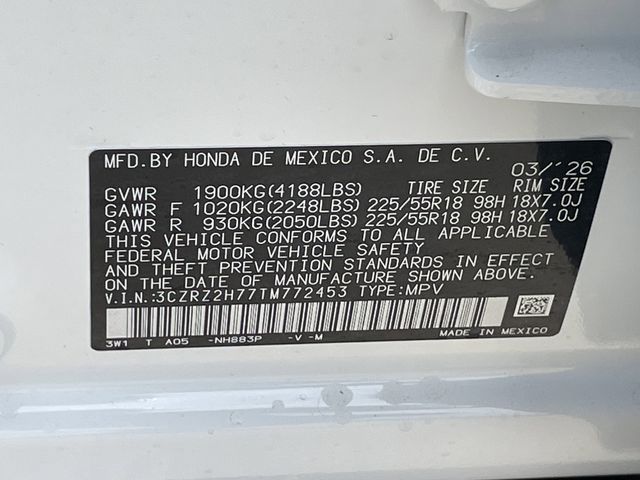 MFD.BY HONDA DE MEXICO S.A. DE C.V. 03/'26
GVWR 1900KG(4188LBS) TIRE SIZE RIM SIZE
GAWR F 1020KG(2248LBS) 225/55R18 98H 18X7.0J
GAWR R 930KG(2050LBS) 225/55R18 98H 18X7.0J
THIS VEHICLE CONFORMS TO ALL APPLICABLE
FEDERAL MOTOR VEHICLE SAFETY
AND THEFT PREVENTION STANDARDS IN EFFECT
ON THE DATE OF MANUFACTURE SHOWN ABOVE.
V.I.N.:3CZRZ2H77TM772453 TYPE:MPV
3W1 T A05 -NH883P -V -M MADE IN MEXICO